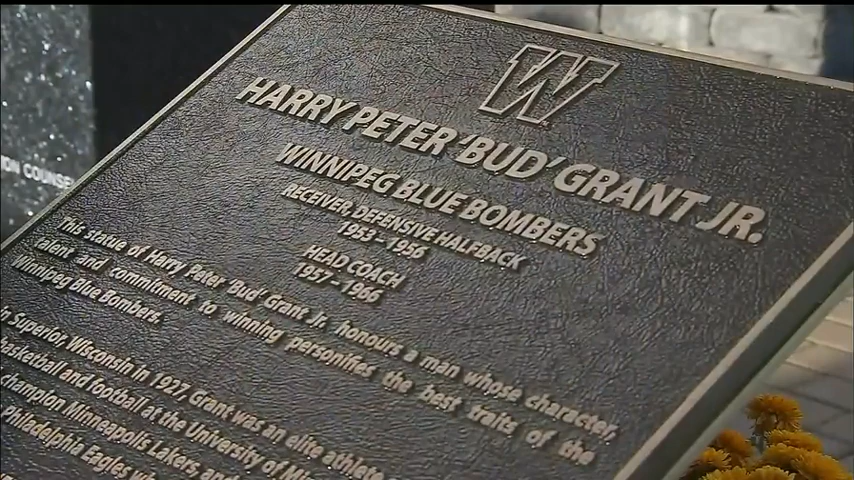 W
HARRY PETER 'BUD' GRANT JR.
WINNIPEG BLUE BOMBERS
RECEIVER, DEFENSIVE HALFBACK
1953 - 1956
HEAD COACH
1957 - 1966
This statue of Harry Peter 'Bud' Grant Jr., honours a man whose character,
talent and commitment to winning personifies the best traits of the
Winnipeg Blue Bombers.
in Superior, Wisconsin in 1927, Grant was an elite athlete
basketball and football at the University of
champion Minneapolis Lakers and
Philadelphia Eagles